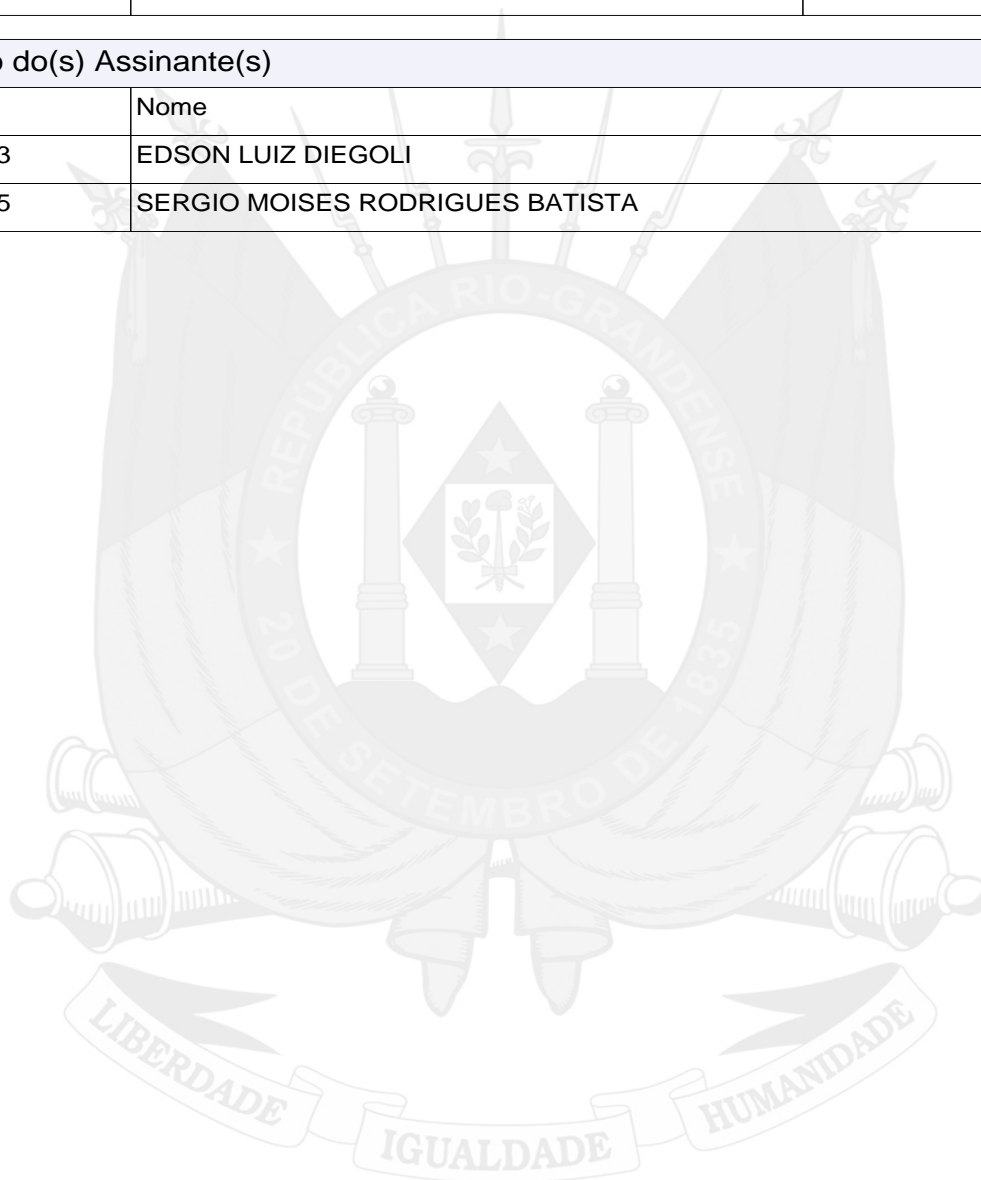 o do(s) Assinante(s)
Nome
3 EDSON LUIZ DIEGOLI
5 SERGIO MOISES RODRIGUES BATISTA
REPÚBLICA RIO-GRANDENSE
★ 20 DE SETEMBRO DE 1835 ★
LIBERDADE IGUALDADE HUMANIDADE